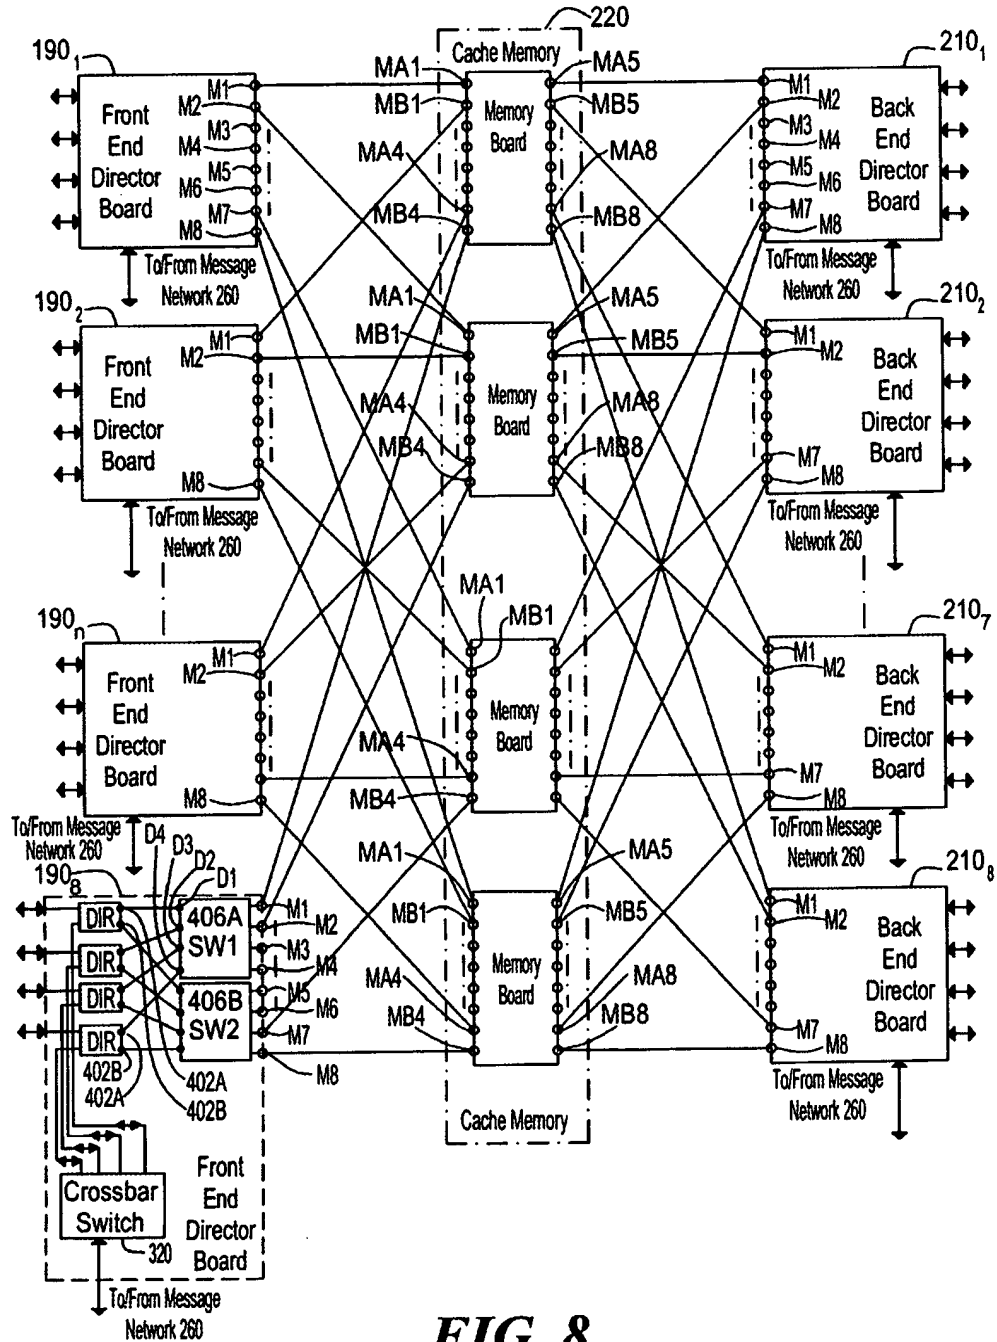 220
190 1
Cache Memory
210 1
MA1
MA5
M1
Front
End
Director
Board
M2
M3
M4
M5
M6
M7
M8
MB1
MB5
Memory
Board
MA4
MA8
MB4
MB8
M1
M2
M3
M4
M5
M6
M7
M8
Back
End
Director
Board
To/From Message
Network 260
To/From Message
Network 260
190 2
210 2
MA1
MA5
M1
M2
M8
Front
End
Director
Board
MB1
MB5
Memory
Board
MA4
MA8
MB4
MB8
M1
M2
M7
M8
Back
End
Director
Board
To/From Message
Network 260
To/From Message
Network 260
190 n
210 7
MA1
MB1
Front
End
Director
Board
M1
M2
M8
Memory
Board
MA4
MB4
M1
M2
M7
M8
Back
End
Director
Board
To/From Message
Network 260
To/From Message
Network 260
D4
D3
D2
D1
190 8
210 8
MA1
MA5
MB1
MB5
Memory
Board
MA4
MA8
MB4
MB8
DIR
DIR
DIR
DIR
406A
SW1
406B
SW2
M1
M2
M3
M4
M5
M6
M7
M8
M1
M2
M7
M8
Back
End
Director
Board
402B
402A
402A
402B
To/From Message
Network 260
Cache Memory
Crossbar
Switch
320
Front
End
Director
Board
To/From Message
Network 260
FIG. 8